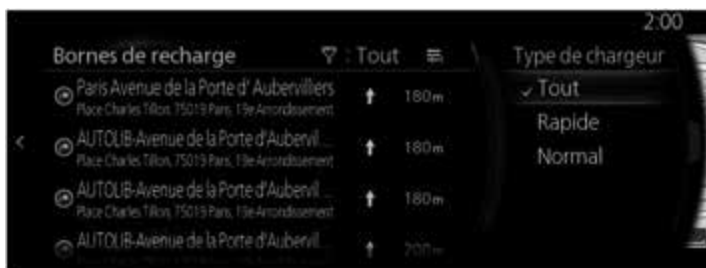 2:00
Bornes de recharge : Tout
Paris Avenue de la Porte d' Aubervilliers
180m
Place Charles Tillon, 75019 Paris, 19e Arrondissement
AUTOLIB-Avenue de la Porte d'Aubervil...
180m
Place Charles Tillon, 75019 Paris, 19e Arrondissement
AUTOLIB-Avenue de la Porte d'Aubervil...
180m
Place Charles Tillon, 75019 Paris, 19e Arrondissement
AUTOLIB-Avenue de la Porte d'Aubervil...
200m
Type de chargeur
Tout
Rapide
Normal